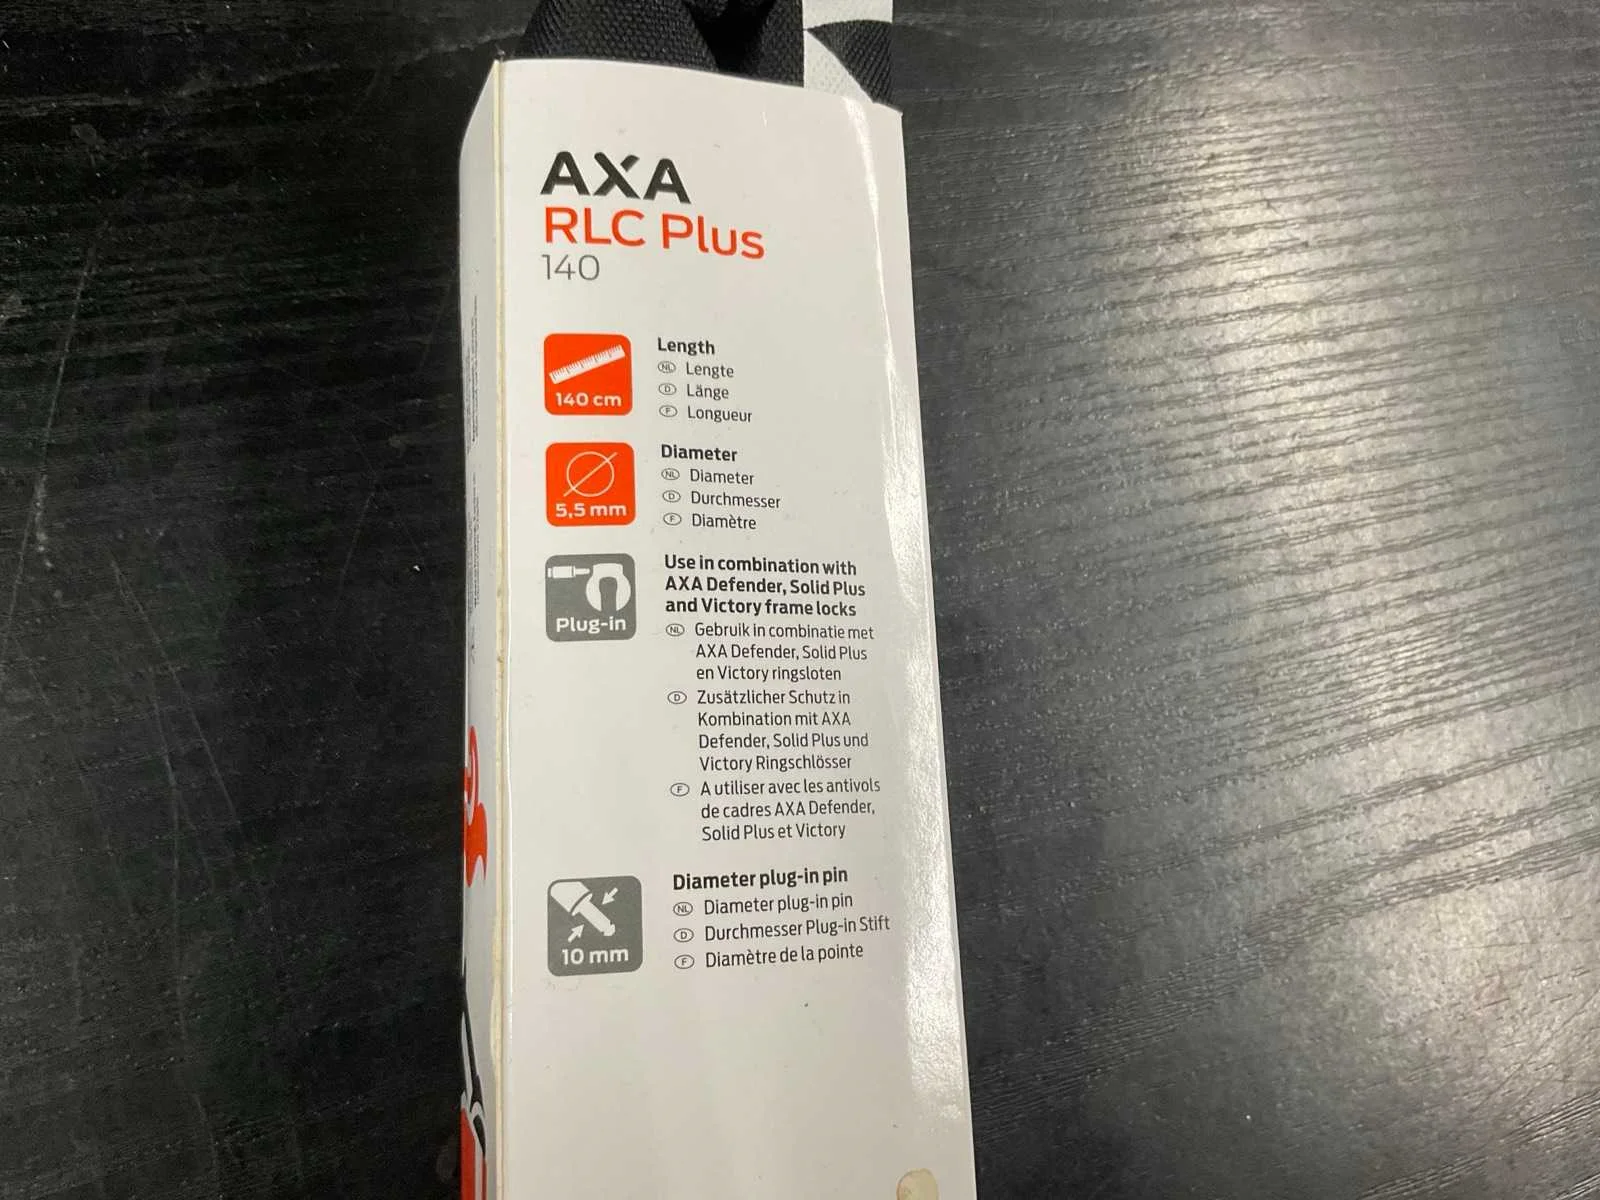 AXA
RLC Plus
140
140 cm
Length
NL Lengte
D Länge
F Longueur
5,5 mm
Diameter
NL Diameter
D Durchmesser
F Diamètre
Plug-in
Use in combination with
AXA Defender, Solid Plus
and Victory frame locks
NL Gebruik in combinatie met
AXA Defender, Solid Plus
en Victory ringsloten
D Zusätzlicher Schutz in
Kombination mit AXA
Defender, Solid Plus und
Victory Ringschlösser
F A utiliser avec les antivols
de cadres AXA Defender,
Solid Plus et Victory
10 mm
Diameter plug-in pin
NL Diameter plug-in pin
D Durchmesser Plug-in Stift
F Diamètre de la pointe